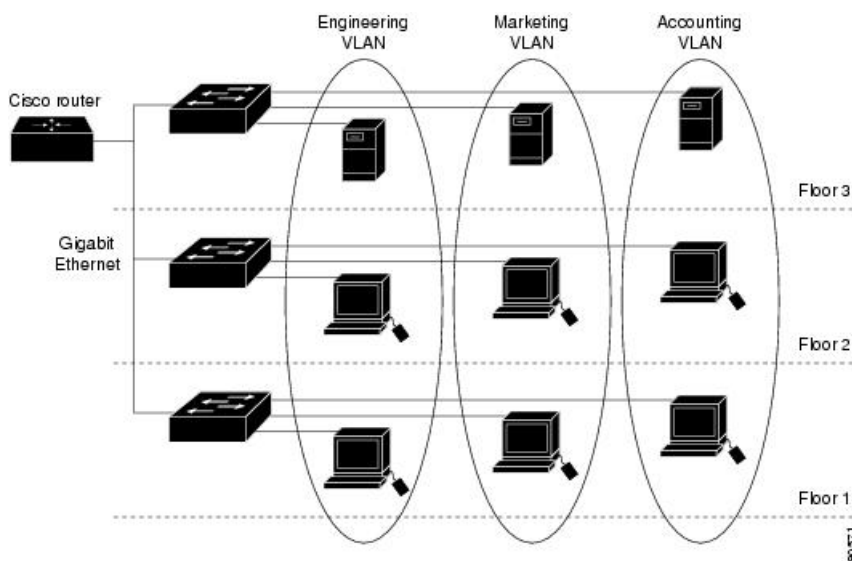 Engineering
VLAN
Marketing
VLAN
Accounting
VLAN
Cisco router
Floor 3
Gigabit
Ethernet
Floor 2
Floor 1